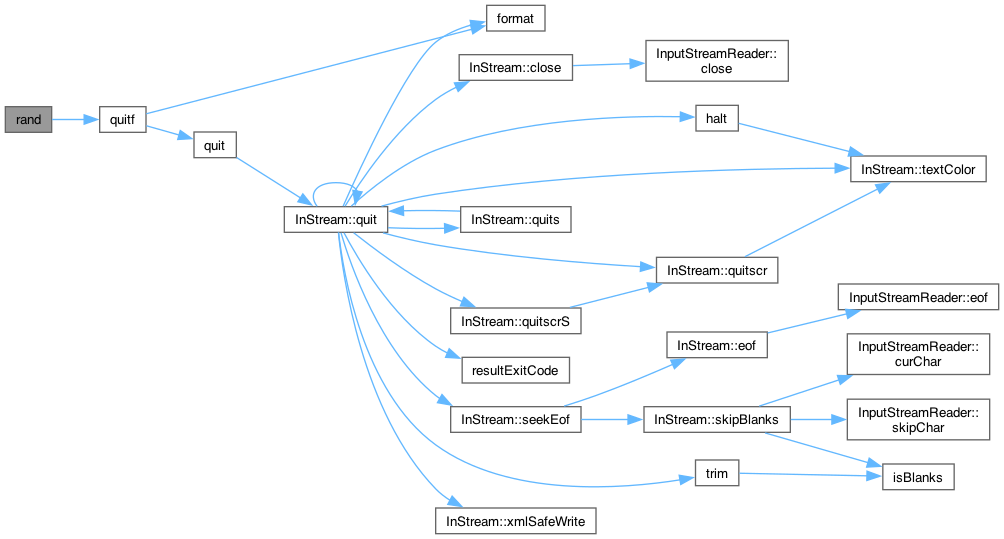 rand
quitf
quit
InStream::quit
format
InStream::close
InputStreamReader::
close
halt
InStream::textColor
InStream::quits
InStream::quitscr
InStream::quitscrS
resultExitCode
InStream::seekEof
InStream::eof
InputStreamReader::eof
InStream::skipBlanks
InputStreamReader::
curChar
InputStreamReader::
skipChar
trim
isBlanks
InStream::xmlSafeWrite